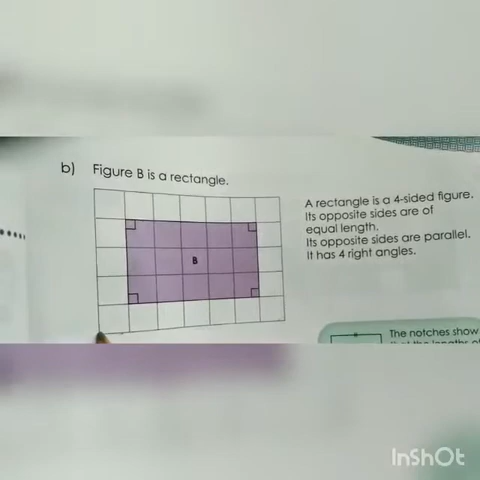 b) Figure B is a rectangle.
A rectangle is a 4-sided figure.
Its opposite sides are of
equal length.
Its opposite sides are parallel.
It has 4 right angles.
B
The notches show
InShOt